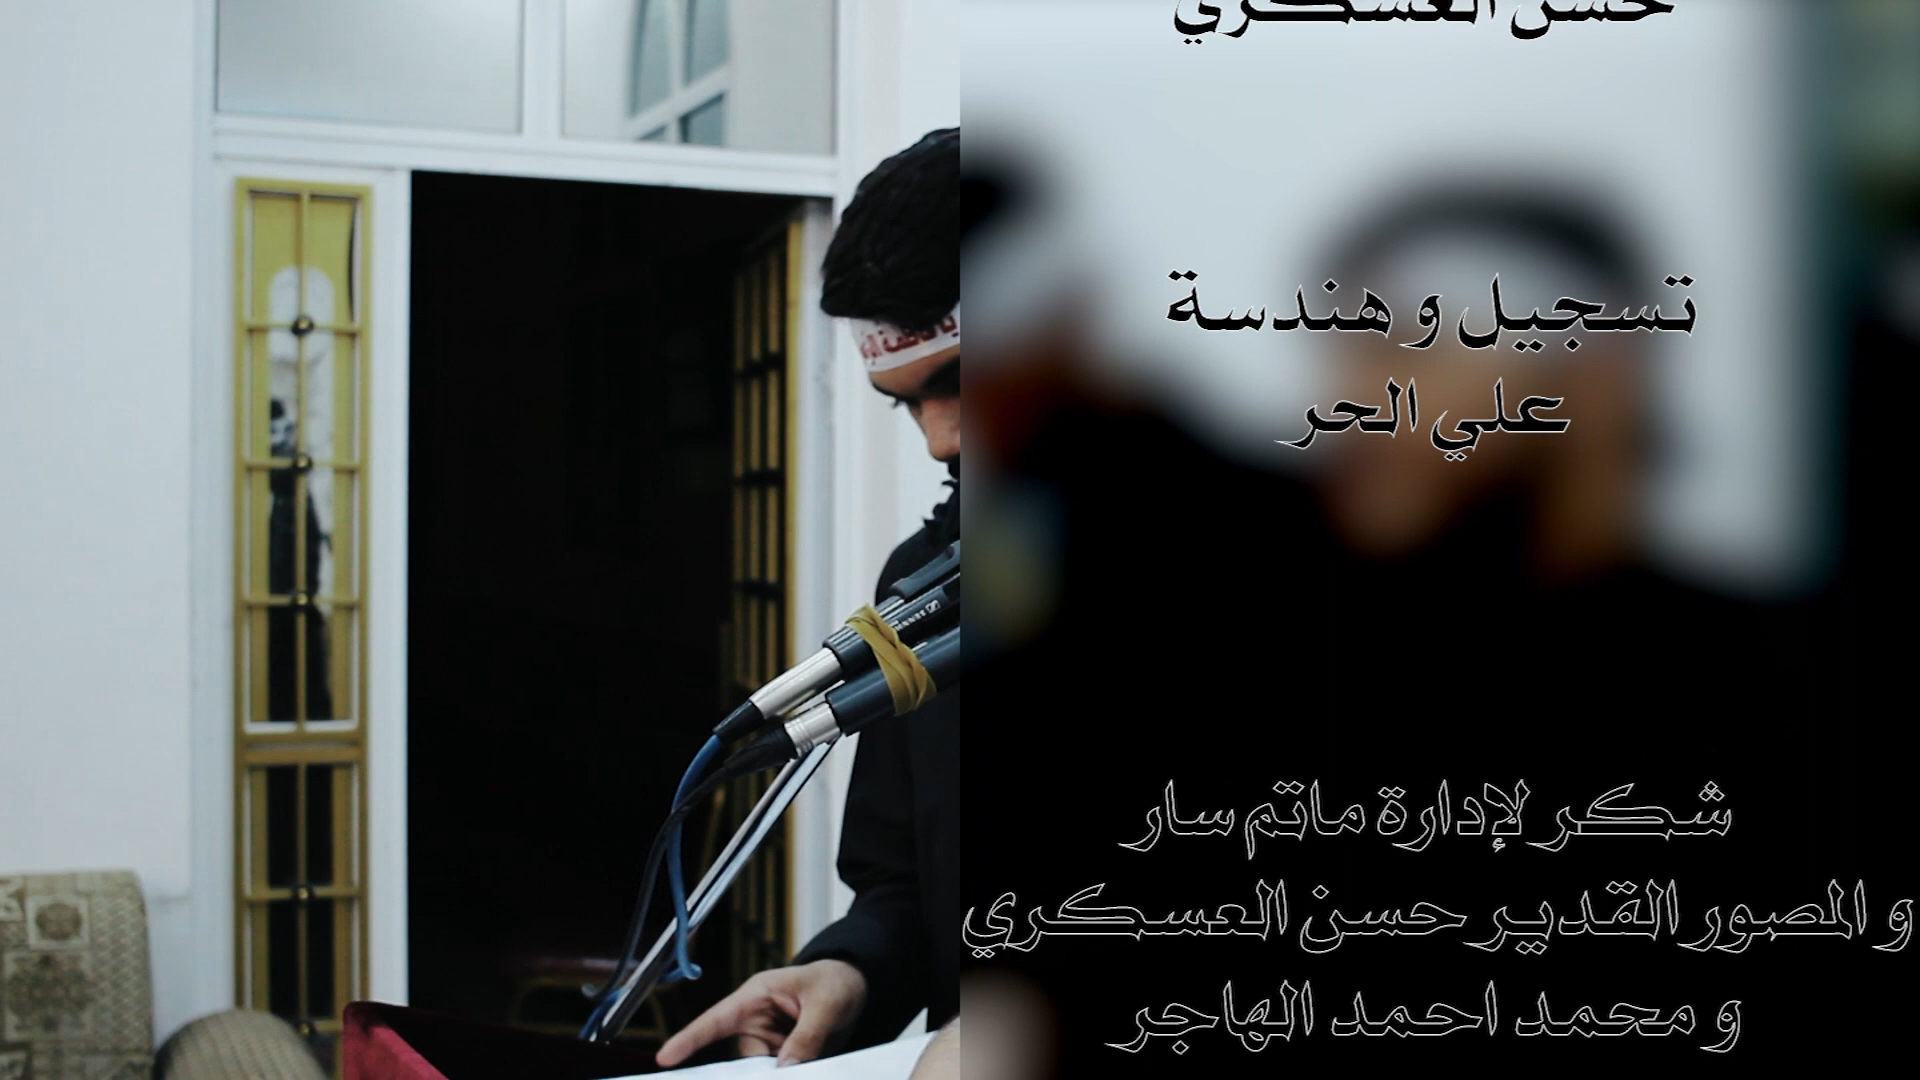 حسن العسكري
تسجيل و هندسة
علي الحر
شكر لإدارة ماتم سار
و المصور القدير حسن العسكري
و محمد احمد الهاجر